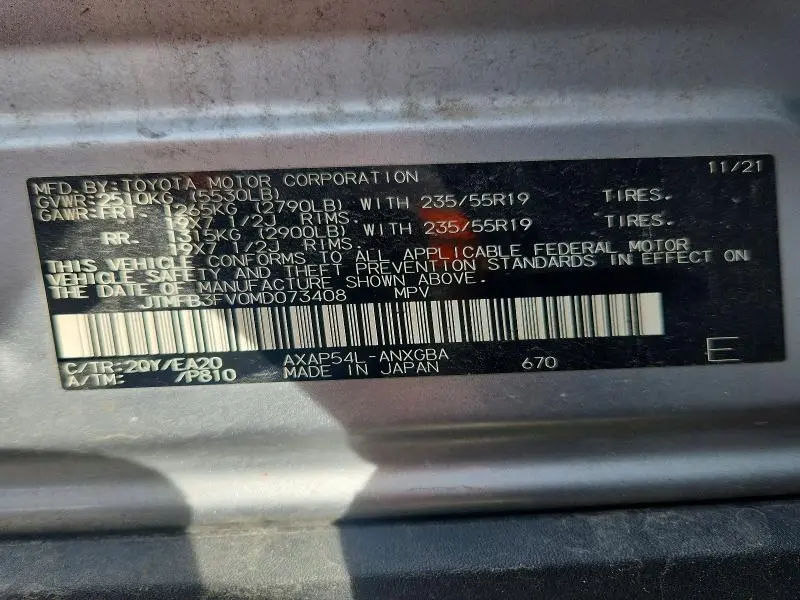 MFD.BY:TOYOTA MOTOR CORPORATION 11/21
GVWR:2510KG (5530LB)
GAWR:FRT. 1265KG (2790LB) WITH 235/55R19 TIRES.
19X7 1/2J RIMS.
RR. 1315KG (2900LB) WITH 235/55R19 TIRES.
19X7 1/2J RIMS.
THIS VEHICLE CONFORMS TO ALL APPLICABLE FEDERAL MOTOR
VEHICLE SAFETY AND THEFT PREVENTION STANDARDS IN EFFECT ON
THE DATE OF MANUFACTURE SHOWN ABOVE.
JTMFB3FV0MD073408 MPV
C/TR:2QY/EA20 AXAP54L-ANXGBA 670 E
A/TM: /P810 MADE IN JAPAN